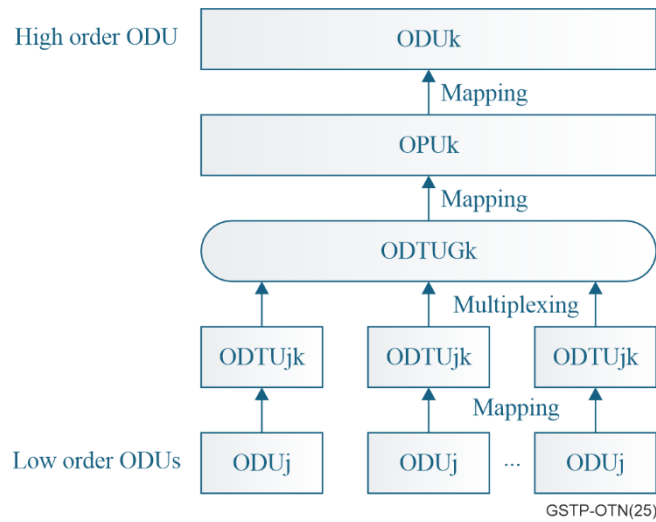 High order ODU
ODUk
Mapping
OPUk
Mapping
ODTUGk
Multiplexing
ODTUjk ODTUjk ODTUjk
Mapping
Low order ODUs
ODUj ODUj ... ODUj
GSTP-OTN(25)